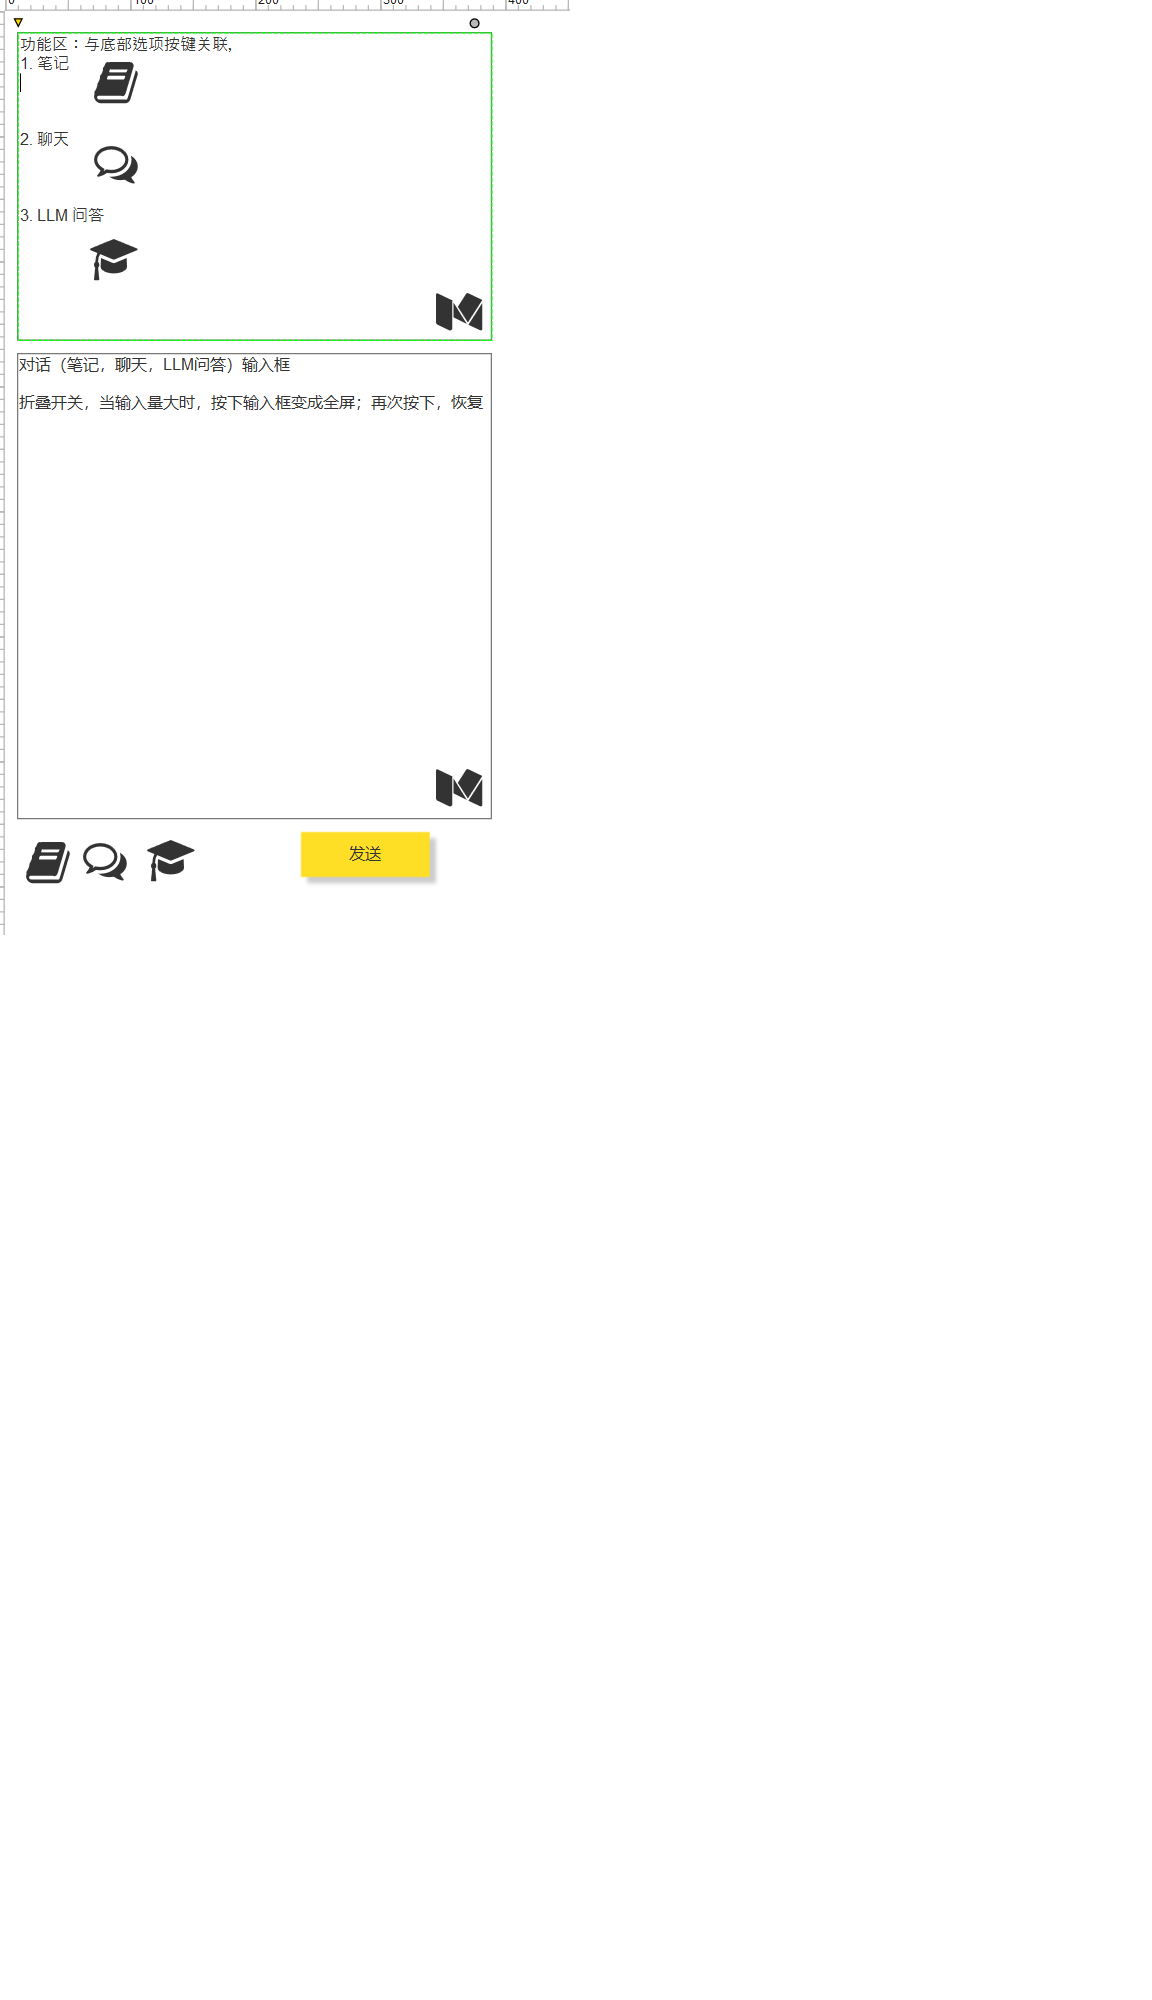 0 100 200 300 400
功能区：与底部选项按键关联,
1. 笔记
2. 聊天
3. LLM 问答
对话（笔记，聊天，LLM问答）输入框
折叠开关，当输入量大时，按下输入框变成全屏；再次按下，恢复
发送